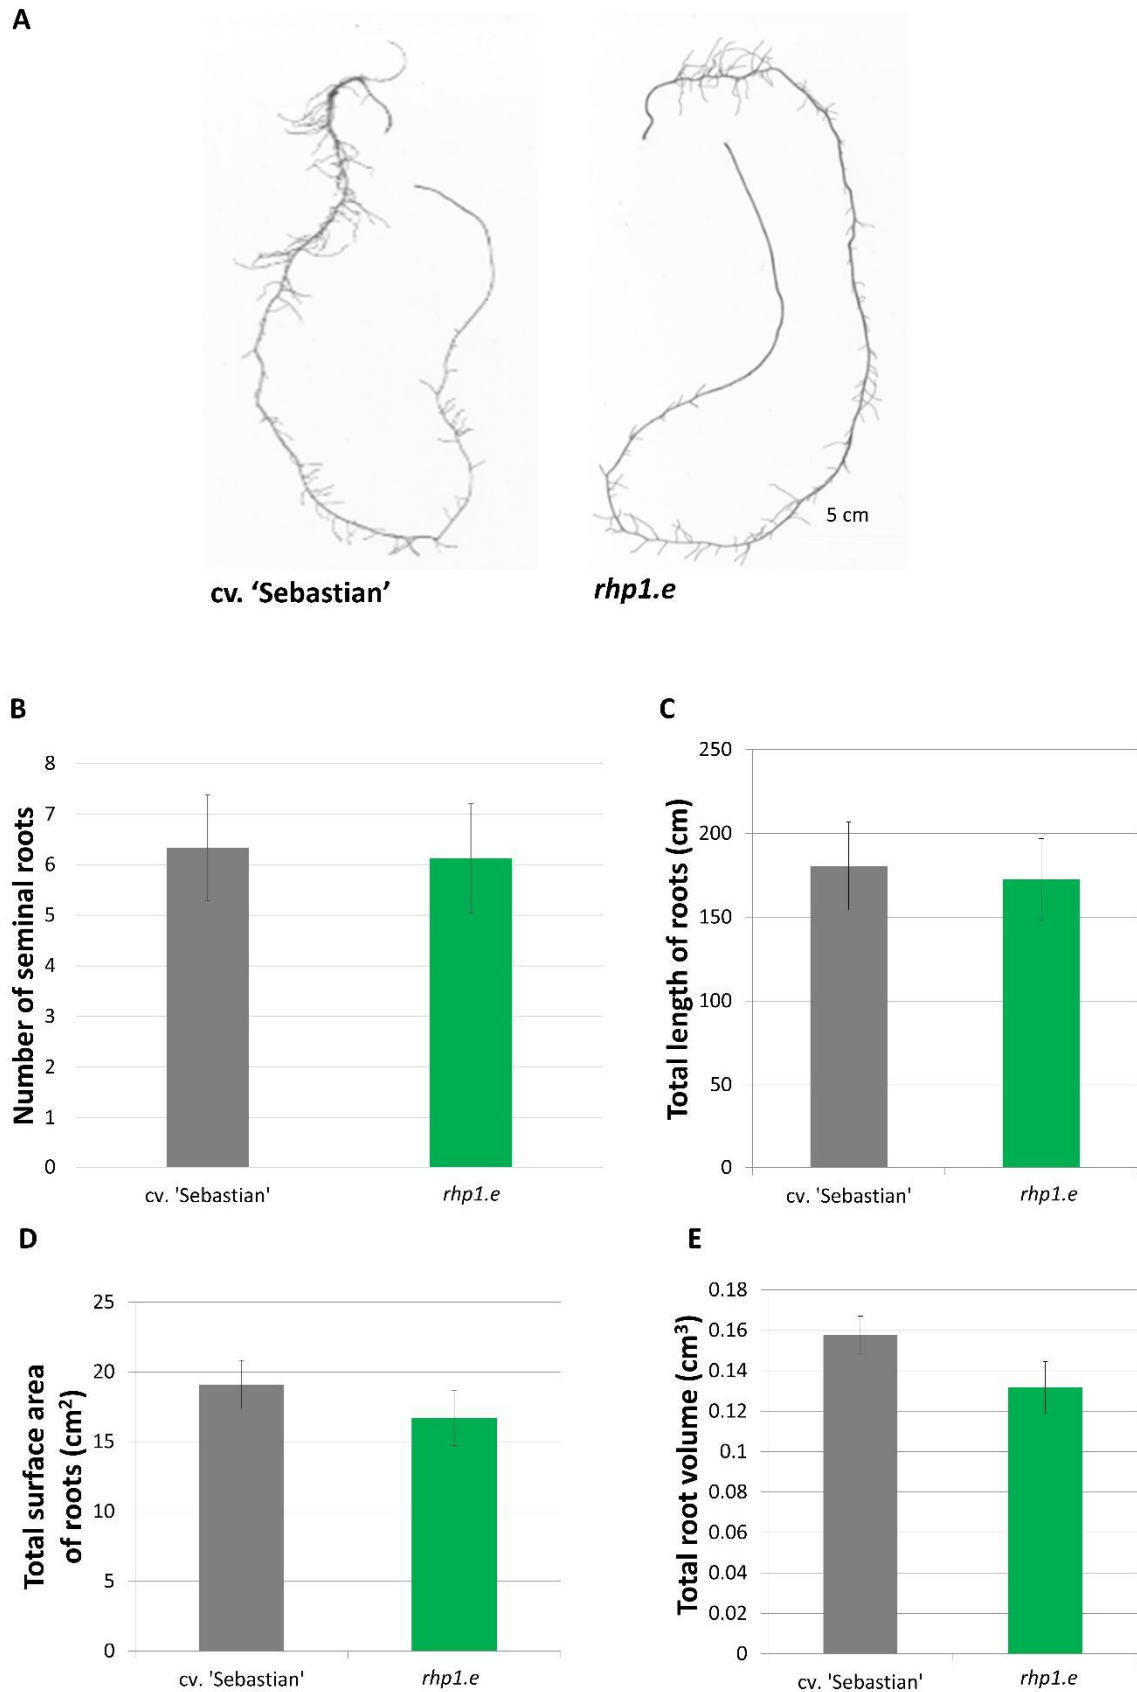 A
5 cm
cv. ‘Sebastian’
rhp1.e
B
Number of seminal roots
8
7
6
5
4
3
2
1
0
cv. 'Sebastian'
rhp1.e
C
Total length of roots (cm)
250
200
150
100
50
0
cv. 'Sebastian'
rhp1.e
D
Total surface area
of roots (cm²)
25
20
15
10
5
0
cv. 'Sebastian'
rhp1.e
E
Total root volume (cm³)
0.18
0.16
0.14
0.12
0.1
0.08
0.06
0.04
0.02
0
cv. 'Sebastian'
rhp1.e